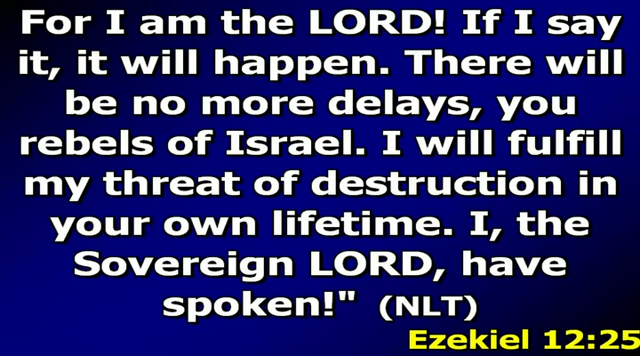 For I am the LORD! If I say
it, it will happen. There will
be no more delays, you
rebels of Israel. I will fulfill
my threat of destruction in
your own lifetime. I, the
Sovereign LORD, have
spoken!" (NLT)
Ezekiel 12:25